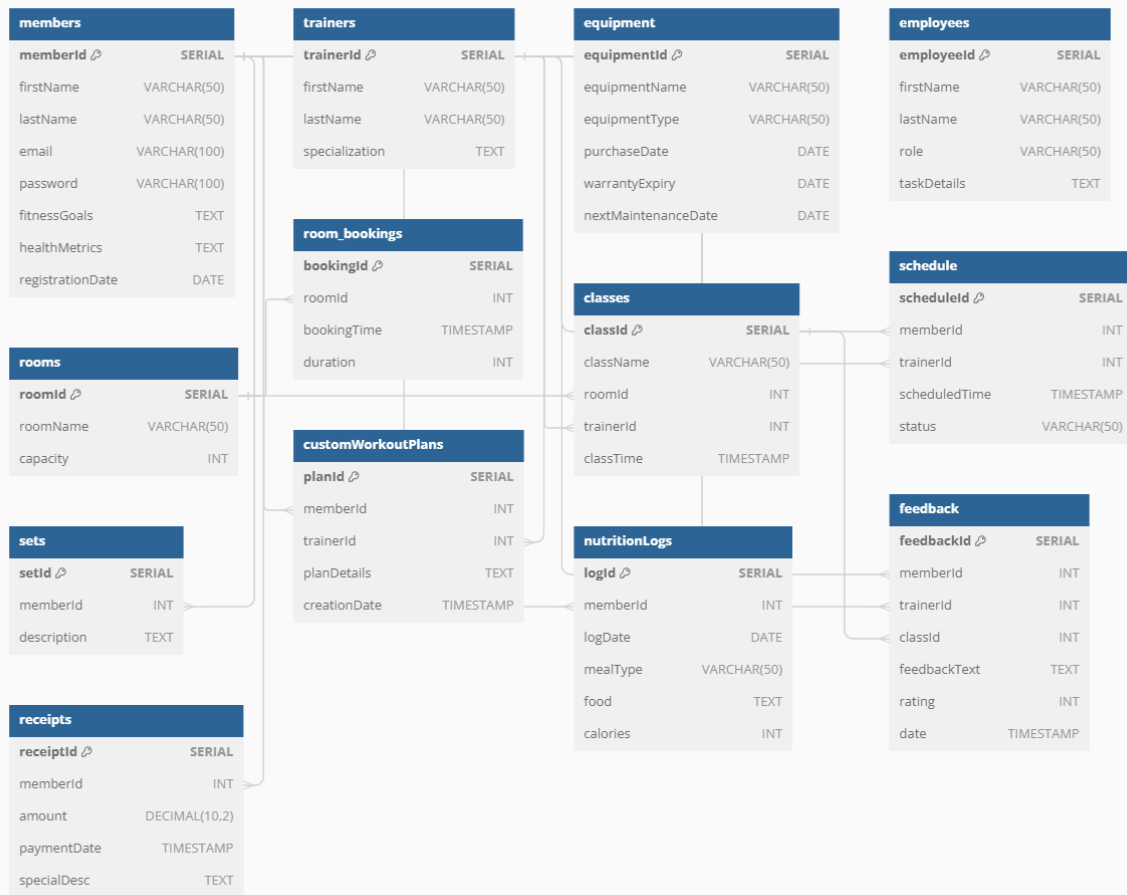 members
memberId SERIAL
firstName VARCHAR(50)
lastName VARCHAR(50)
email VARCHAR(100)
password VARCHAR(100)
fitnessGoals TEXT
healthMetrics TEXT
registrationDate DATE
rooms
roomId SERIAL
roomName VARCHAR(50)
capacity INT
sets
setId SERIAL
memberId INT
description TEXT
receipts
receiptId SERIAL
memberId INT
amount DECIMAL(10,2)
paymentDate TIMESTAMP
specialDesc TEXT
trainers
trainerId SERIAL
firstName VARCHAR(50)
lastName VARCHAR(50)
specialization TEXT
room_bookings
bookingId SERIAL
roomId INT
bookingTime TIMESTAMP
duration INT
customWorkoutPlans
planId SERIAL
memberId INT
trainerId INT
planDetails TEXT
creationDate TIMESTAMP
equipment
equipmentId SERIAL
equipmentName VARCHAR(50)
equipmentType VARCHAR(50)
purchaseDate DATE
warrantyExpiry DATE
nextMaintenanceDate DATE
classes
classId SERIAL
className VARCHAR(50)
roomId INT
trainerId INT
classTime TIMESTAMP
nutritionLogs
logId SERIAL
memberId INT
logDate DATE
mealType VARCHAR(50)
food TEXT
calories INT
employees
employeeId SERIAL
firstName VARCHAR(50)
lastName VARCHAR(50)
role VARCHAR(50)
taskDetails TEXT
schedule
scheduleId SERIAL
memberId INT
trainerId INT
scheduledTime TIMESTAMP
status VARCHAR(50)
feedback
feedbackId SERIAL
memberId INT
trainerId INT
classId INT
feedbackText TEXT
rating INT
date TIMESTAMP